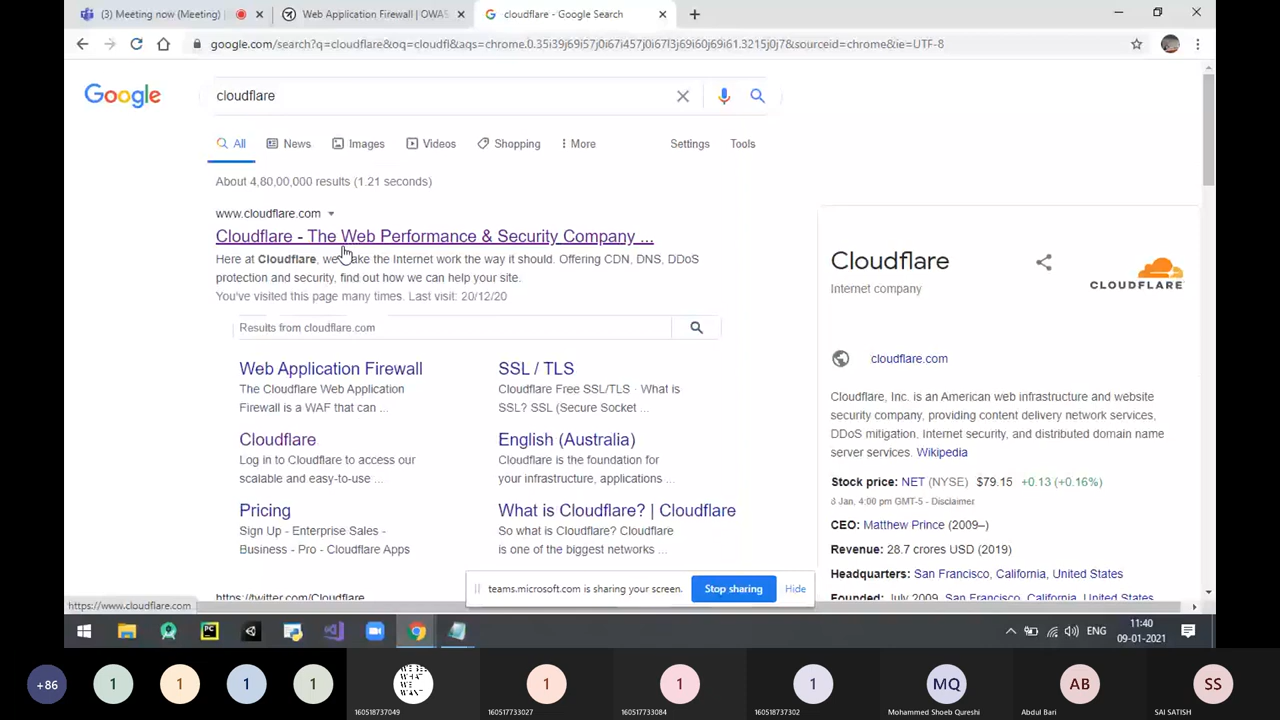 (3) Meeting now (Meeting) |
Web Application Firewall | OWAS
cloudflare - Google Search
google.com/search?q=cloudflare&oq=cloudfl&aqs=chrome.0.35i39j69i57j0i67i457j0i67l3j69i60j69i61.3215j0j7&sourceid=chrome&ie=UTF-8
Google
cloudflare
All
News
Images
Videos
Shopping
More
Settings
Tools
About 4,80,00,000 results (1.21 seconds)
www.cloudflare.com
Cloudflare - The Web Performance & Security Company ...
Here at Cloudflare, we make the Internet work the way it should. Offering CDN, DNS, DDoS
protection and security, find out how we can help your site.
You've visited this page many times. Last visit: 20/12/20
Results from cloudflare.com
Web Application Firewall
The Cloudflare Web Application
Firewall is a WAF that can ...
SSL / TLS
Cloudflare Free SSL/TLS · What is
SSL? SSL (Secure Socket ...
Cloudflare
Log in to Cloudflare to access our
scalable and easy-to-use ...
English (Australia)
Cloudflare is the foundation for
your infrastructure, applications ...
Pricing
Sign Up - Enterprise Sales -
Business - Pro - Cloudflare Apps
What is Cloudflare? | Cloudflare
So what is Cloudflare? Cloudflare
is one of the biggest networks ...
https://twitter.com/Cloudflare
Cloudflare
Internet company
CLOUDFLARE
cloudflare.com
Cloudflare, Inc. is an American web infrastructure and website
security company, providing content delivery network services,
DDoS mitigation, Internet security, and distributed domain name
server services. Wikipedia
Stock price: NET (NYSE) $79.15 +0.13 (+0.16%)
8 Jan, 4:00 pm GMT-5 - Disclaimer
CEO: Matthew Prince (2009–)
Revenue: 28.7 crores USD (2019)
Headquarters: San Francisco, California, United States
Founded: July 2009, San Francisco, California, United States
teams.microsoft.com is sharing your screen.
Stop sharing
Hide
https://www.cloudflare.com
PC
ENG
11:40
09-01-2021
+86
1
1
1
1
WE'RE
WHAT
WE
WANT
160518737049
1
160517733027
1
160517733084
1
160518737302
MQ
Mohammed Shoeb Qureshi
AB
Abdul Bari
SS
SAI SATISH